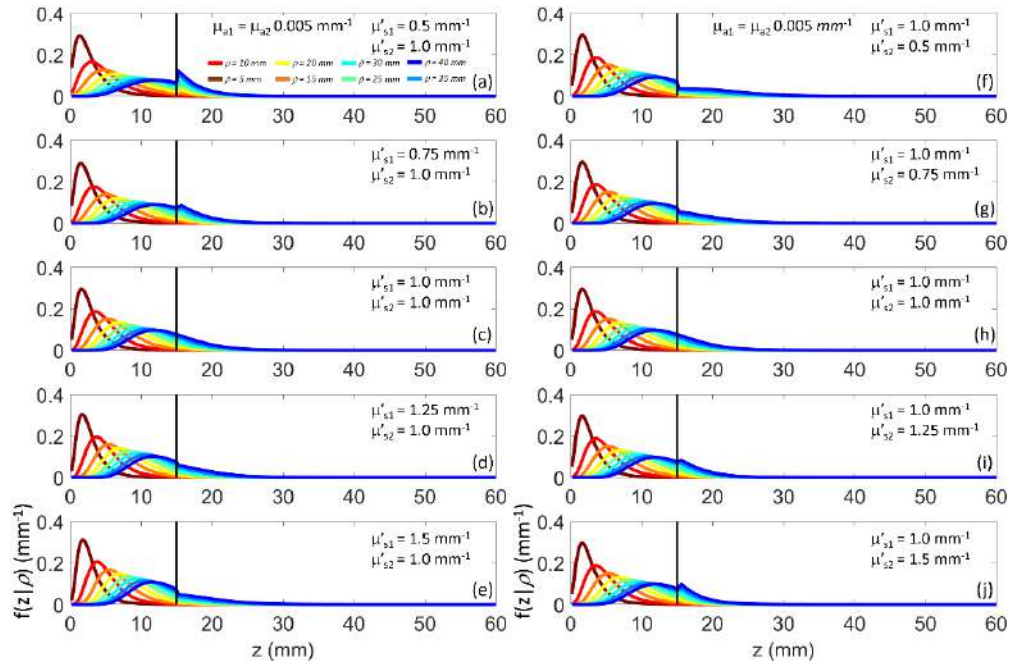 μa1 = μa2 0.005 mm-1
μ's1 = 0.5 mm-1
μ's2 = 1.0 mm-1
ρ = 10 mm ρ = 20 mm ρ = 30 mm ρ = 40 mm
ρ = 5 mm ρ = 15 mm ρ = 25 mm ρ = 35 mm
0.4
0.2
0
(a)
0 10 20 30 40 50 60
μ's1 = 0.75 mm-1
μ's2 = 1.0 mm-1
0.4
0.2
0
(b)
0 10 20 30 40 50 60
μ's1 = 1.0 mm-1
μ's2 = 1.0 mm-1
0.4
0.2
0
(c)
0 10 20 30 40 50 60
μ's1 = 1.25 mm-1
μ's2 = 1.0 mm-1
0.4
0.2
0
(d)
0 10 20 30 40 50 60
μ's1 = 1.5 mm-1
μ's2 = 1.0 mm-1
0.4
0.2
0
(e)
0 10 20 30 40 50 60
f(z|ρ) (mm-1)
z (mm)
μa1 = μa2 0.005 mm-1
μ's1 = 1.0 mm-1
μ's2 = 0.5 mm-1
0.4
0.2
0
(f)
0 10 20 30 40 50 60
μ's1 = 1.0 mm-1
μ's2 = 0.75 mm-1
0.4
0.2
0
(g)
0 10 20 30 40 50 60
μ's1 = 1.0 mm-1
μ's2 = 1.0 mm-1
0.4
0.2
0
(h)
0 10 20 30 40 50 60
μ's1 = 1.0 mm-1
μ's2 = 1.25 mm-1
0.4
0.2
0
(i)
0 10 20 30 40 50 60
μ's1 = 1.0 mm-1
μ's2 = 1.5 mm-1
0.4
0.2
0
(j)
0 10 20 30 40 50 60
f(z|ρ) (mm-1)
z (mm)